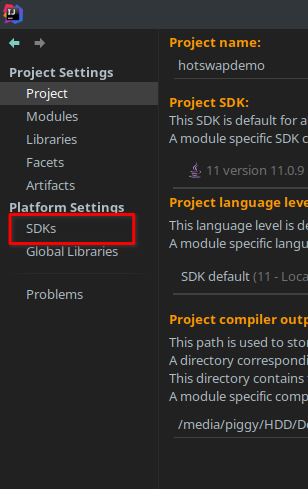 IJ
Project Settings
Project
Modules
Libraries
Facets
Artifacts
Platform Settings
SDKs
Global Libraries
Problems
Project name:
hotswapdemo
Project SDK:
This SDK is default for a
A module specific SDK c
11 version 11.0.9
Project language leve
This language level is de
A module specific langu
SDK default (11 - Loca
Project compiler outp
This path is used to stor
A directory correspondi
This directory contains
A module specific comp
/media/piggy/HDD/De